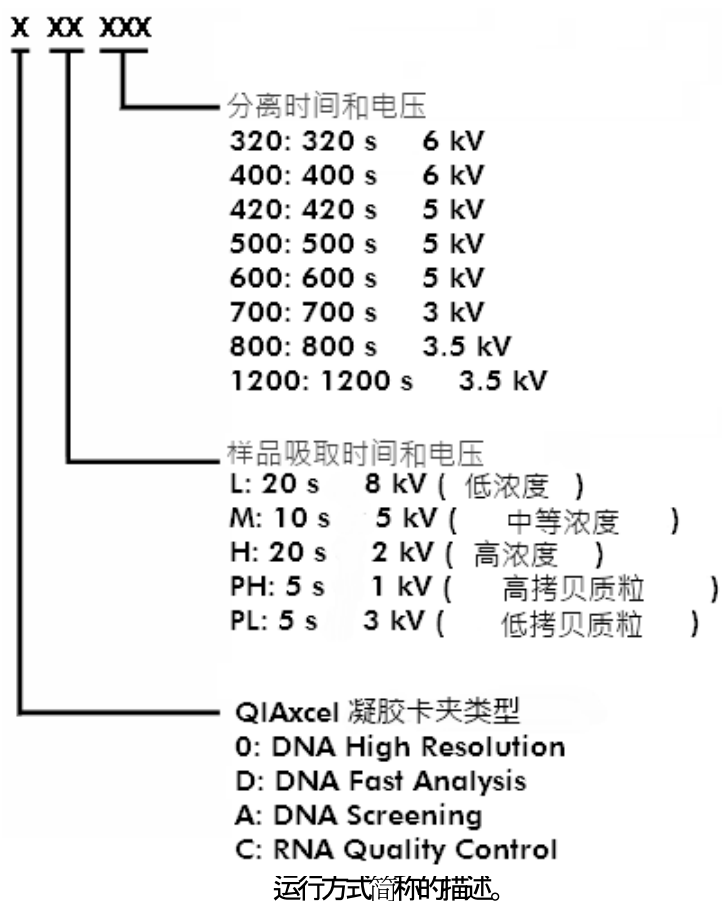 X XX XXX
分离时间和电压
320: 320 s 6 kV
400: 400 s 6 kV
420: 420 s 5 kV
500: 500 s 5 kV
600: 600 s 5 kV
700: 700 s 3 kV
800: 800 s 3.5 kV
1200: 1200 s 3.5 kV
样品吸取时间和电压
L: 20 s 8 kV ( 低浓度 )
M: 10 s 5 kV ( 中等浓度 )
H: 20 s 2 kV ( 高浓度 )
PH: 5 s 1 kV ( 高拷贝质粒 )
PL: 5 s 3 kV ( 低拷贝质粒 )
QIAxcel 凝胶卡夹类型
0: DNA High Resolution
D: DNA Fast Analysis
A: DNA Screening
C: RNA Quality Control
运行方式简称的描述。